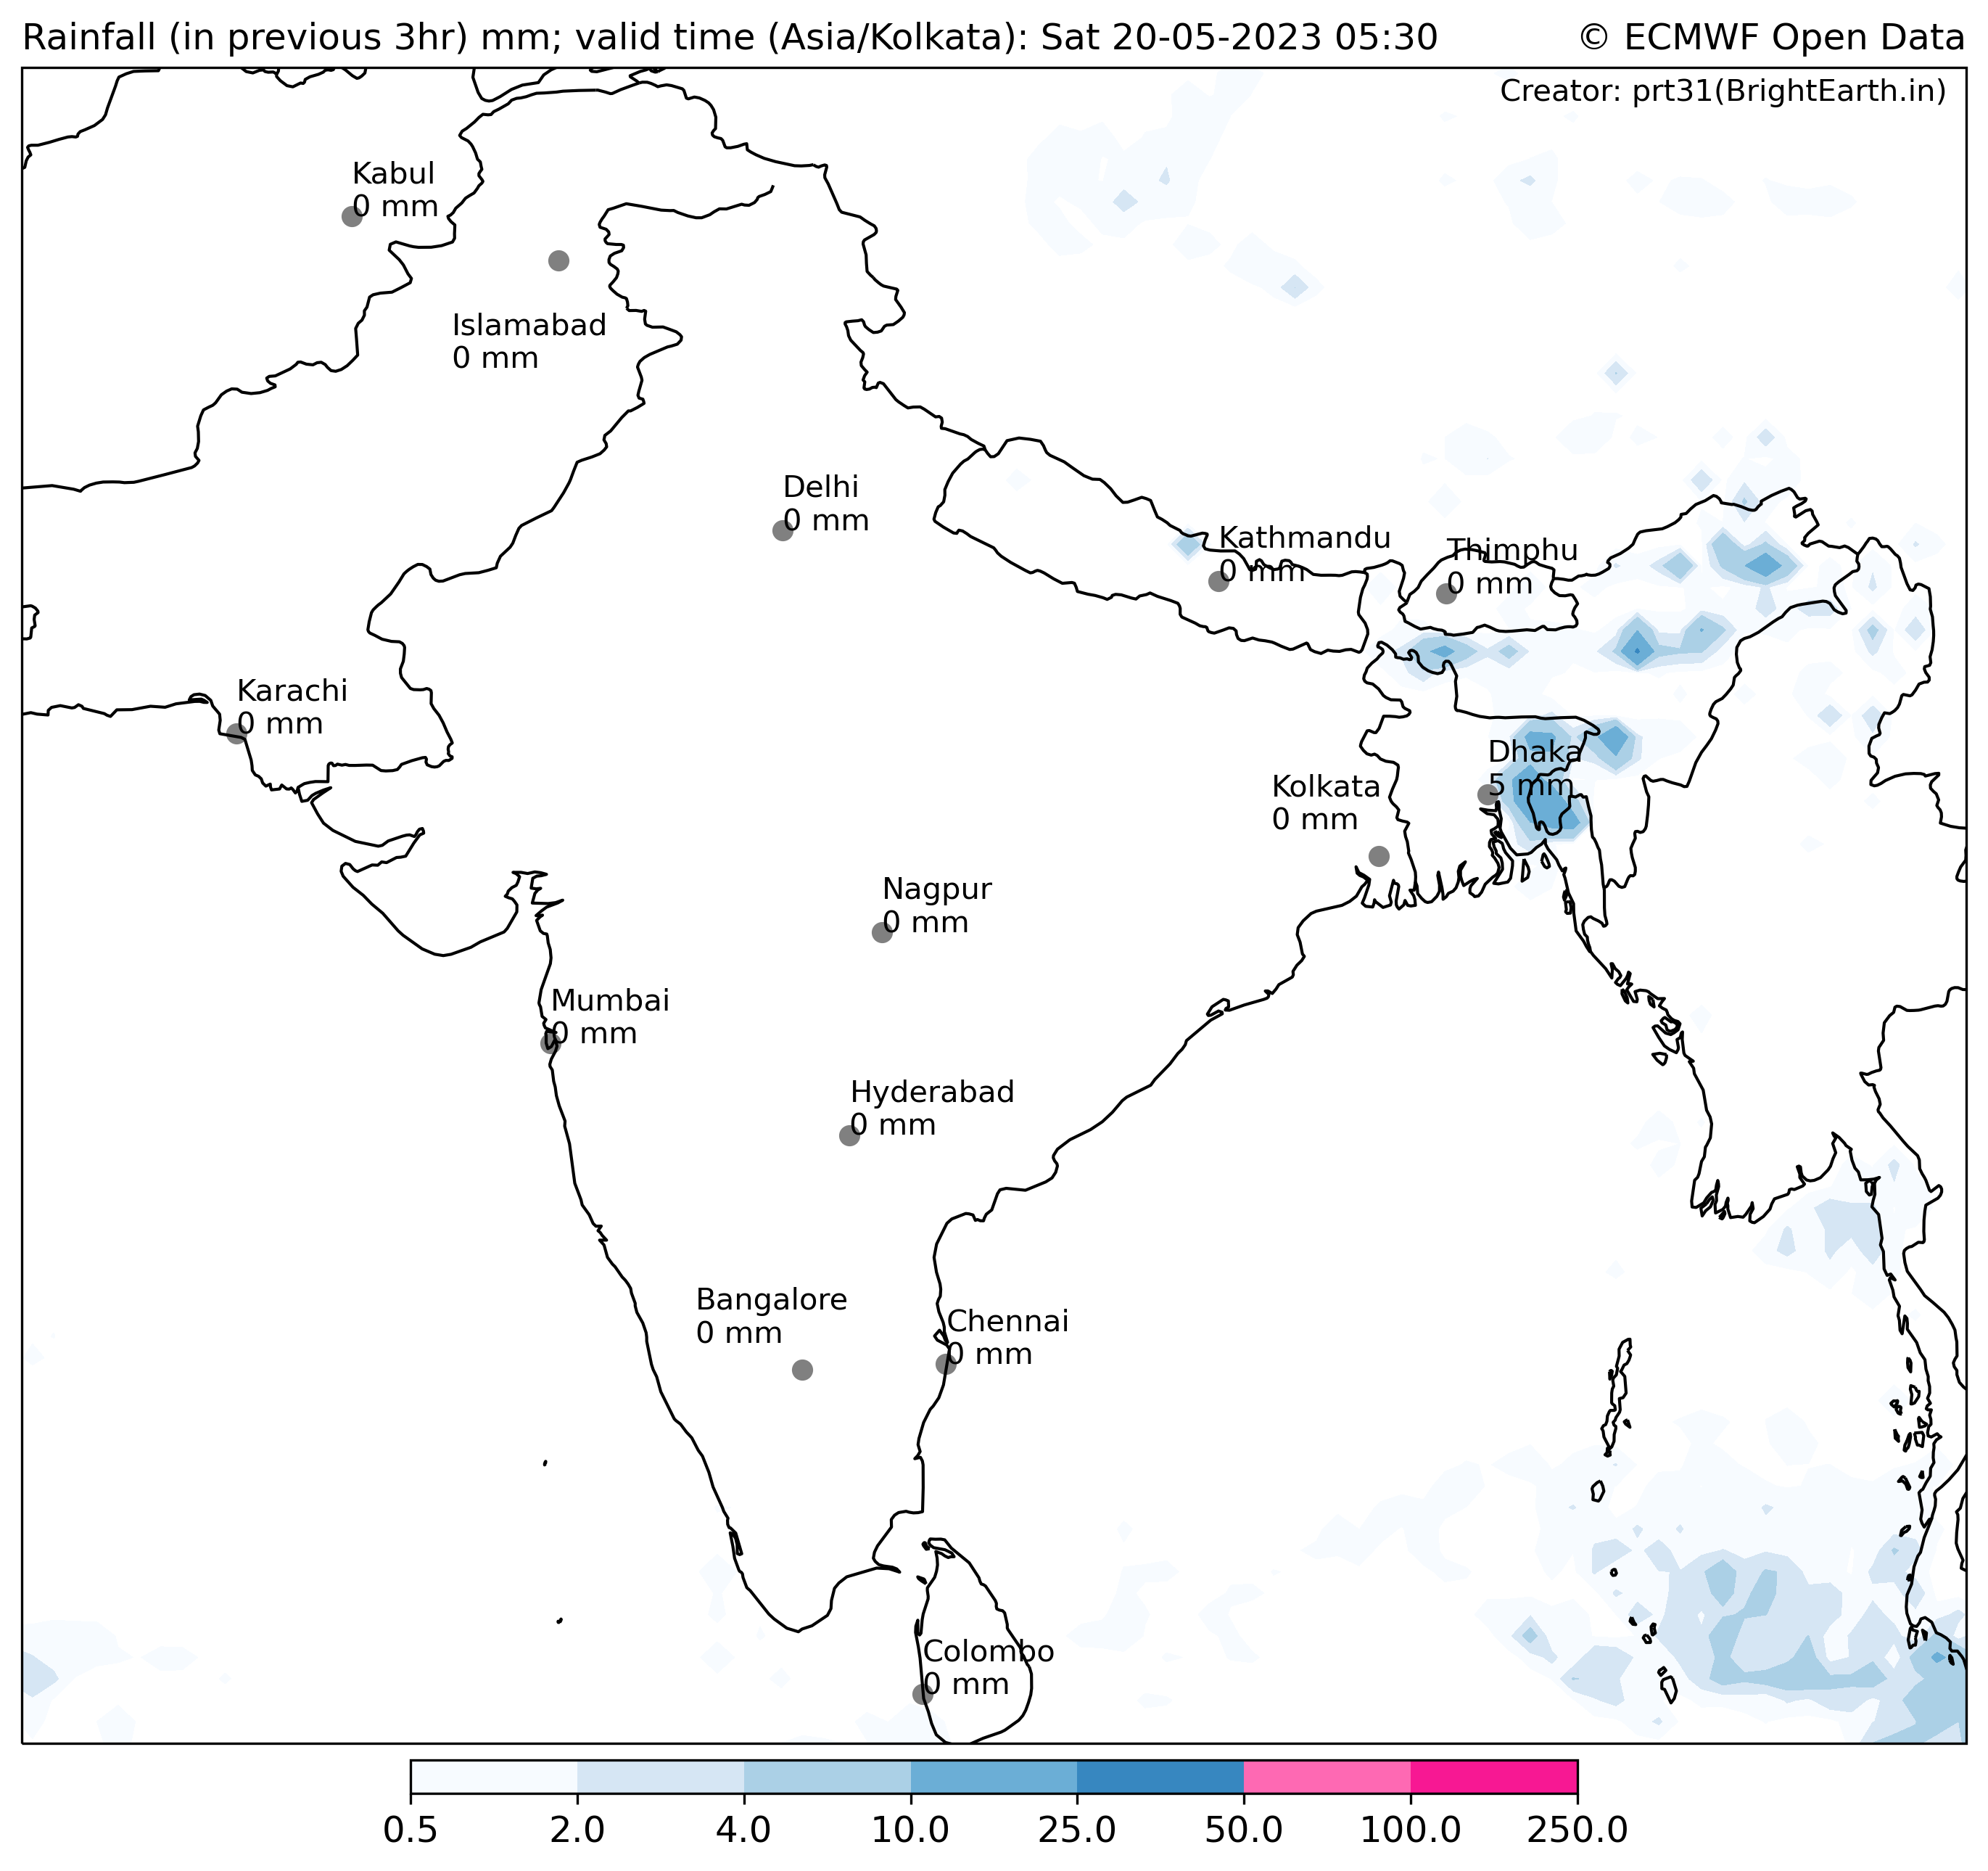 Rainfall (in previous 3hr) mm; valid time (Asia/Kolkata): Sat 20-05-2023 05:30
© ECMWF Open Data
Creator: prt31(BrightEarth.in)
Kabul
0 mm
Islamabad
0 mm
Delhi
0 mm
Kathmandu
0 mm
Thimphu
0 mm
Karachi
0 mm
Dhaka
5 mm
Kolkata
0 mm
Nagpur
0 mm
Mumbai
0 mm
Hyderabad
0 mm
Bangalore
0 mm
Chennai
0 mm
Colombo
0 mm
0.5 2.0 4.0 10.0 25.0 50.0 100.0 250.0